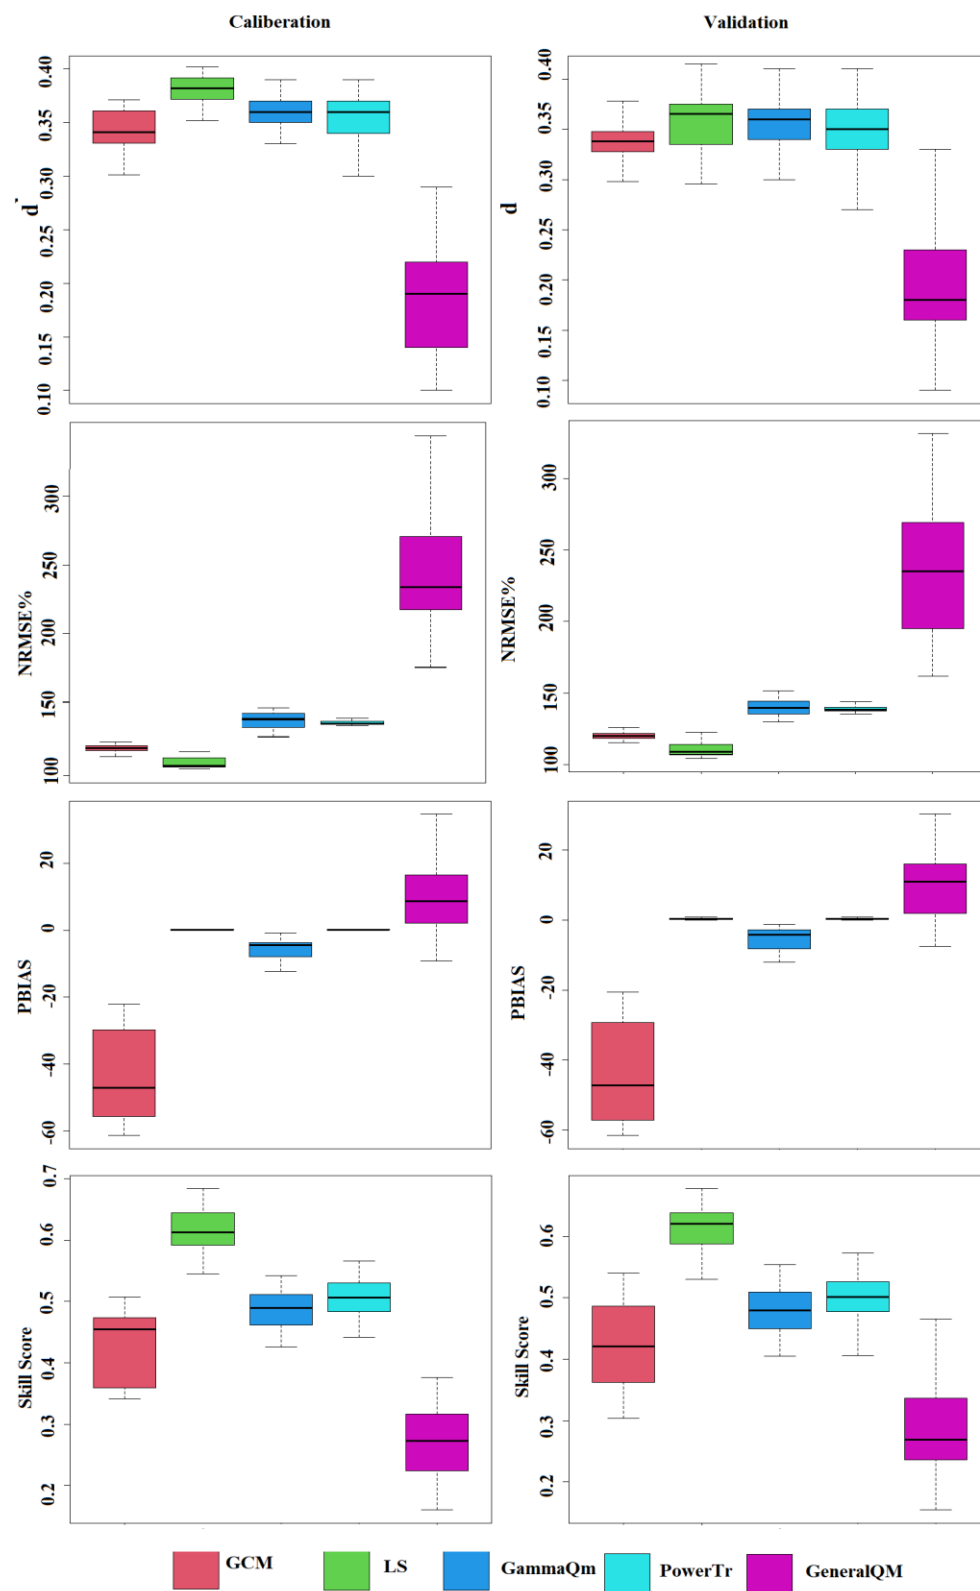 Caliberation
Validation
d`
0.10 0.15 0.20 0.25 0.30 0.35 0.40
d
0.10 0.15 0.20 0.25 0.30 0.35 0.40
NRMSE%
100 150 200 250 300
NRMSE%
100 150 200 250 300
PBIAS
-60 -40 -20 0 20
PBIAS
-60 -40 -20 0 20
Skill Score
0.2 0.3 0.4 0.5 0.6 0.7
Skill Score
0.2 0.3 0.4 0.5 0.6
GCM LS GammaQm PowerTr GeneralQM